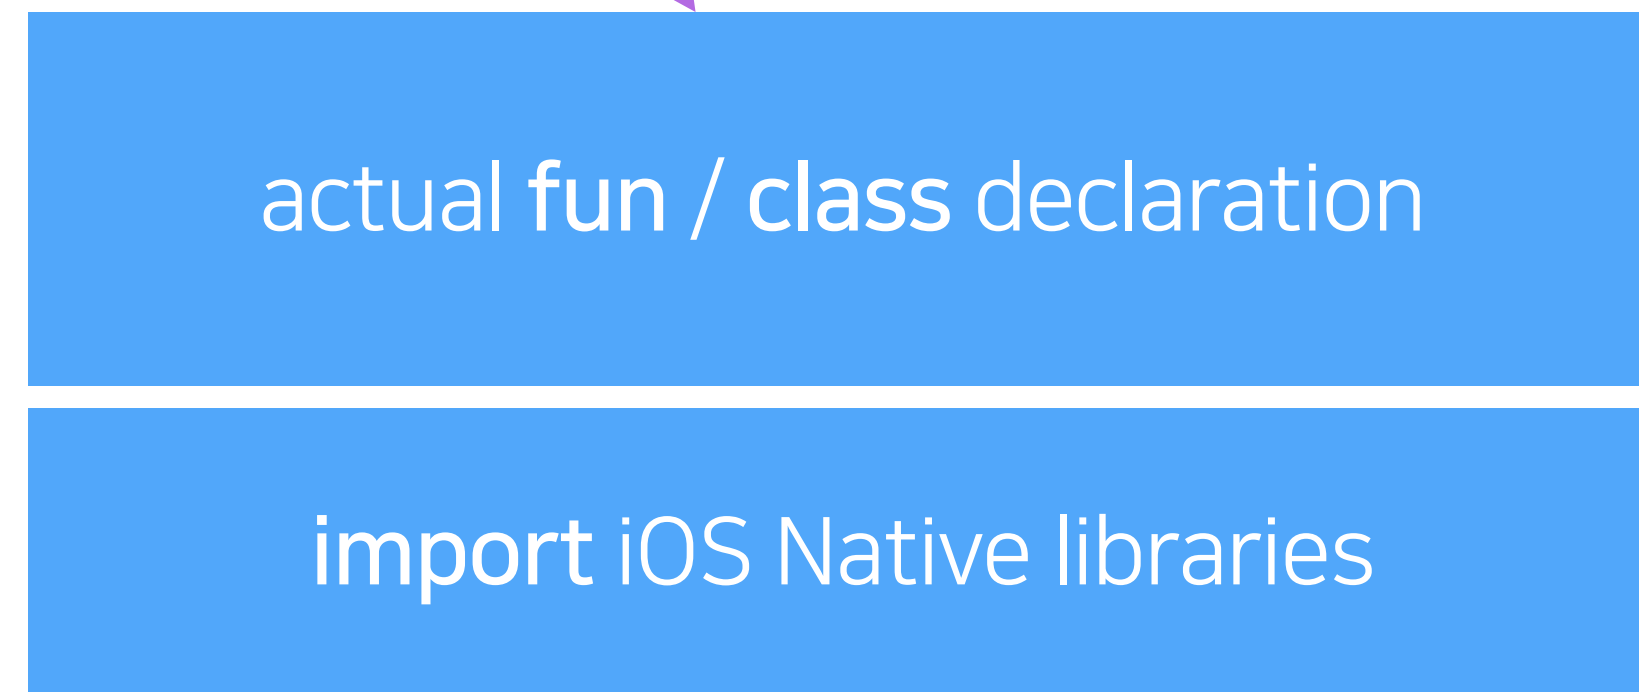 actual fun / class declaration
import iOS Native libraries